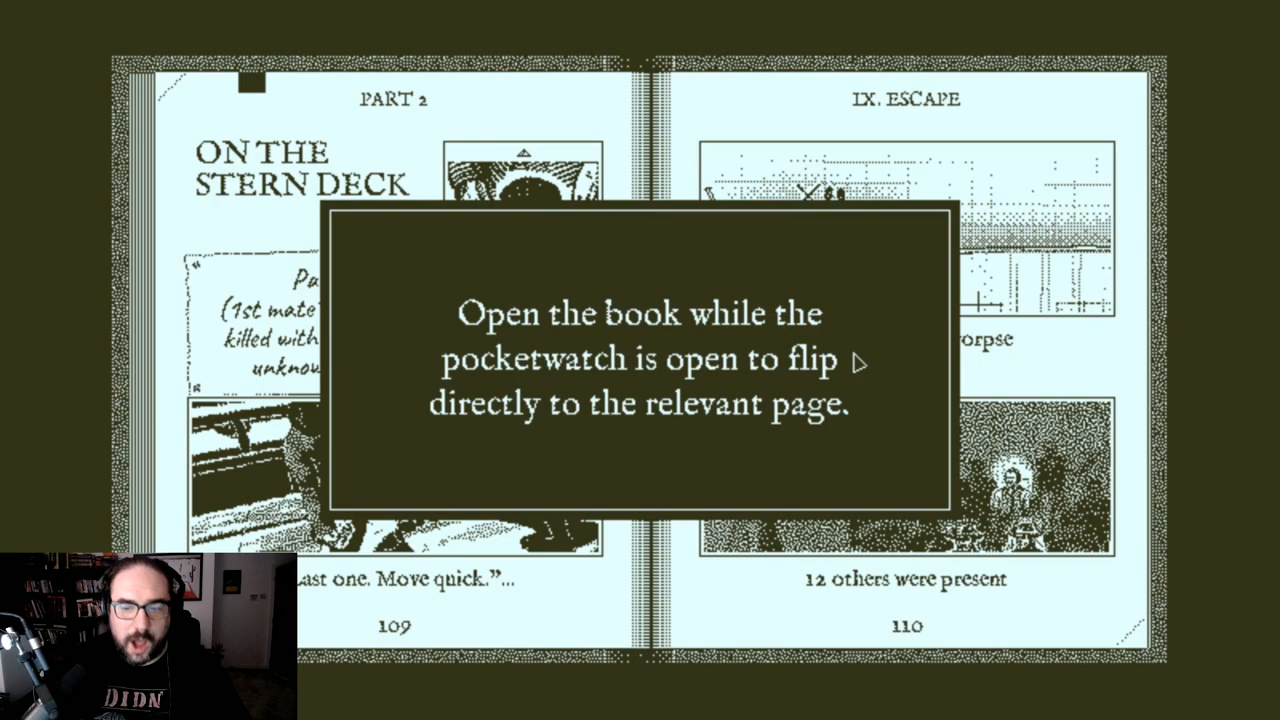 PART 2
ON THE
STERN DECK
Pa
(1st mate
killed with
unknow
ast one. Move quick.”...
109
IX. ESCAPE
orpse
12 others were present
110
Open the book while the
pocketwatch is open to flip
directly to the relevant page.
DIDN